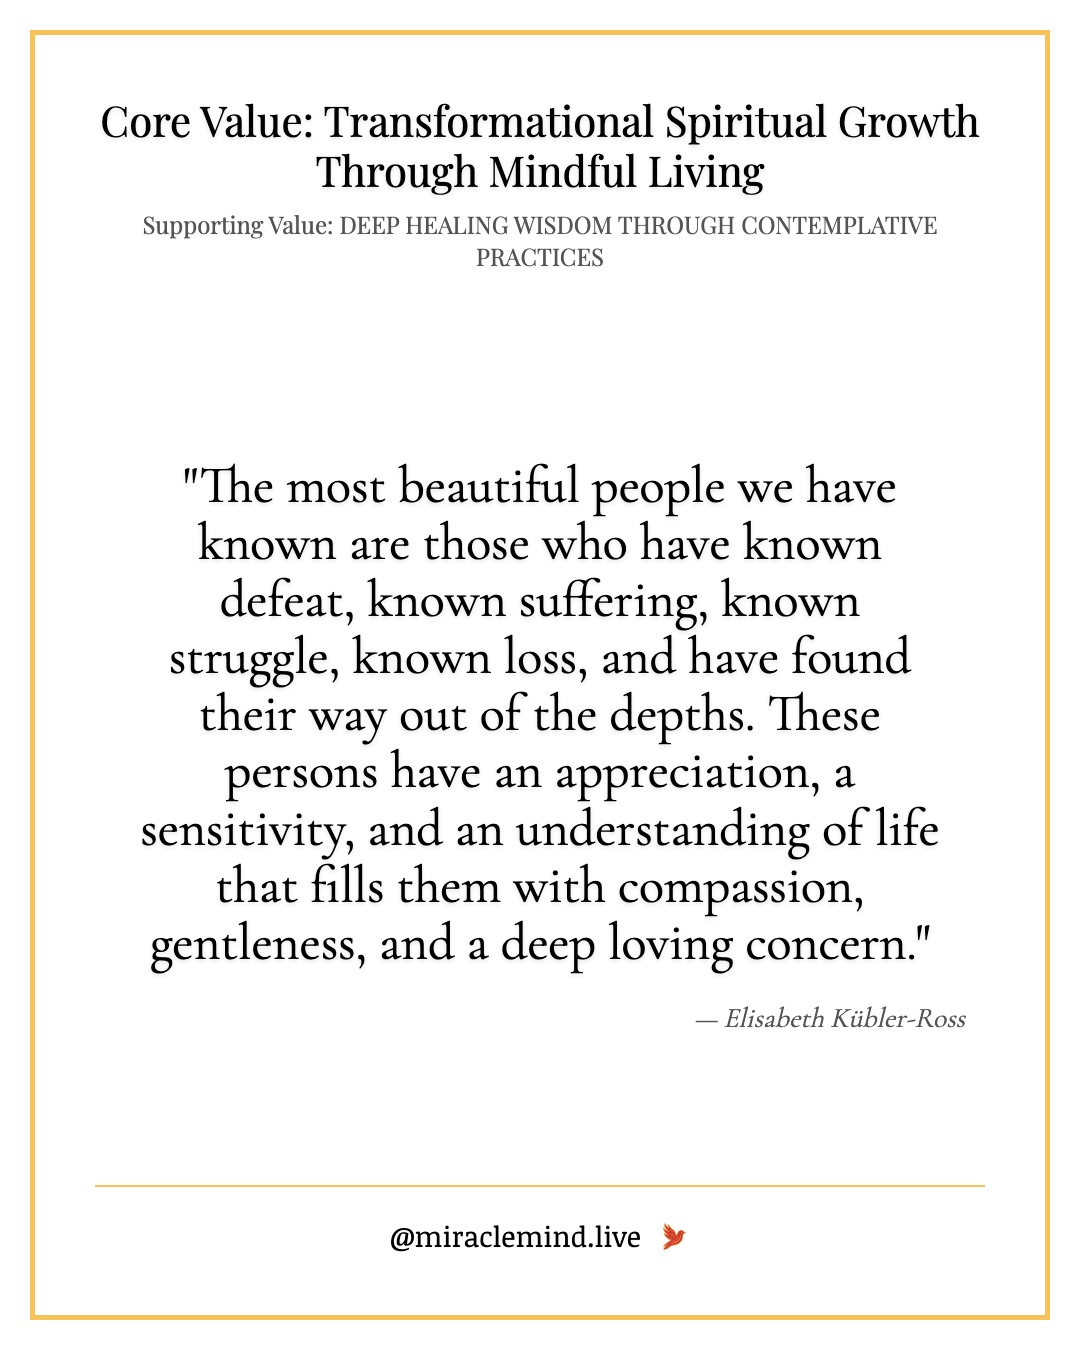 Core Value: Transformational Spiritual Growth
Through Mindful Living
Supporting Value: DEEP HEALING WISDOM THROUGH CONTEMPLATIVE
PRACTICES
"The most beautiful people we have
known are those who have known
defeat, known suffering, known
struggle, known loss, and have found
their way out of the depths. These
persons have an appreciation, a
sensitivity, and an understanding of life
that fills them with compassion,
gentleness, and a deep loving concern."
— Elisabeth Kübler-Ross
@miraclemind.live